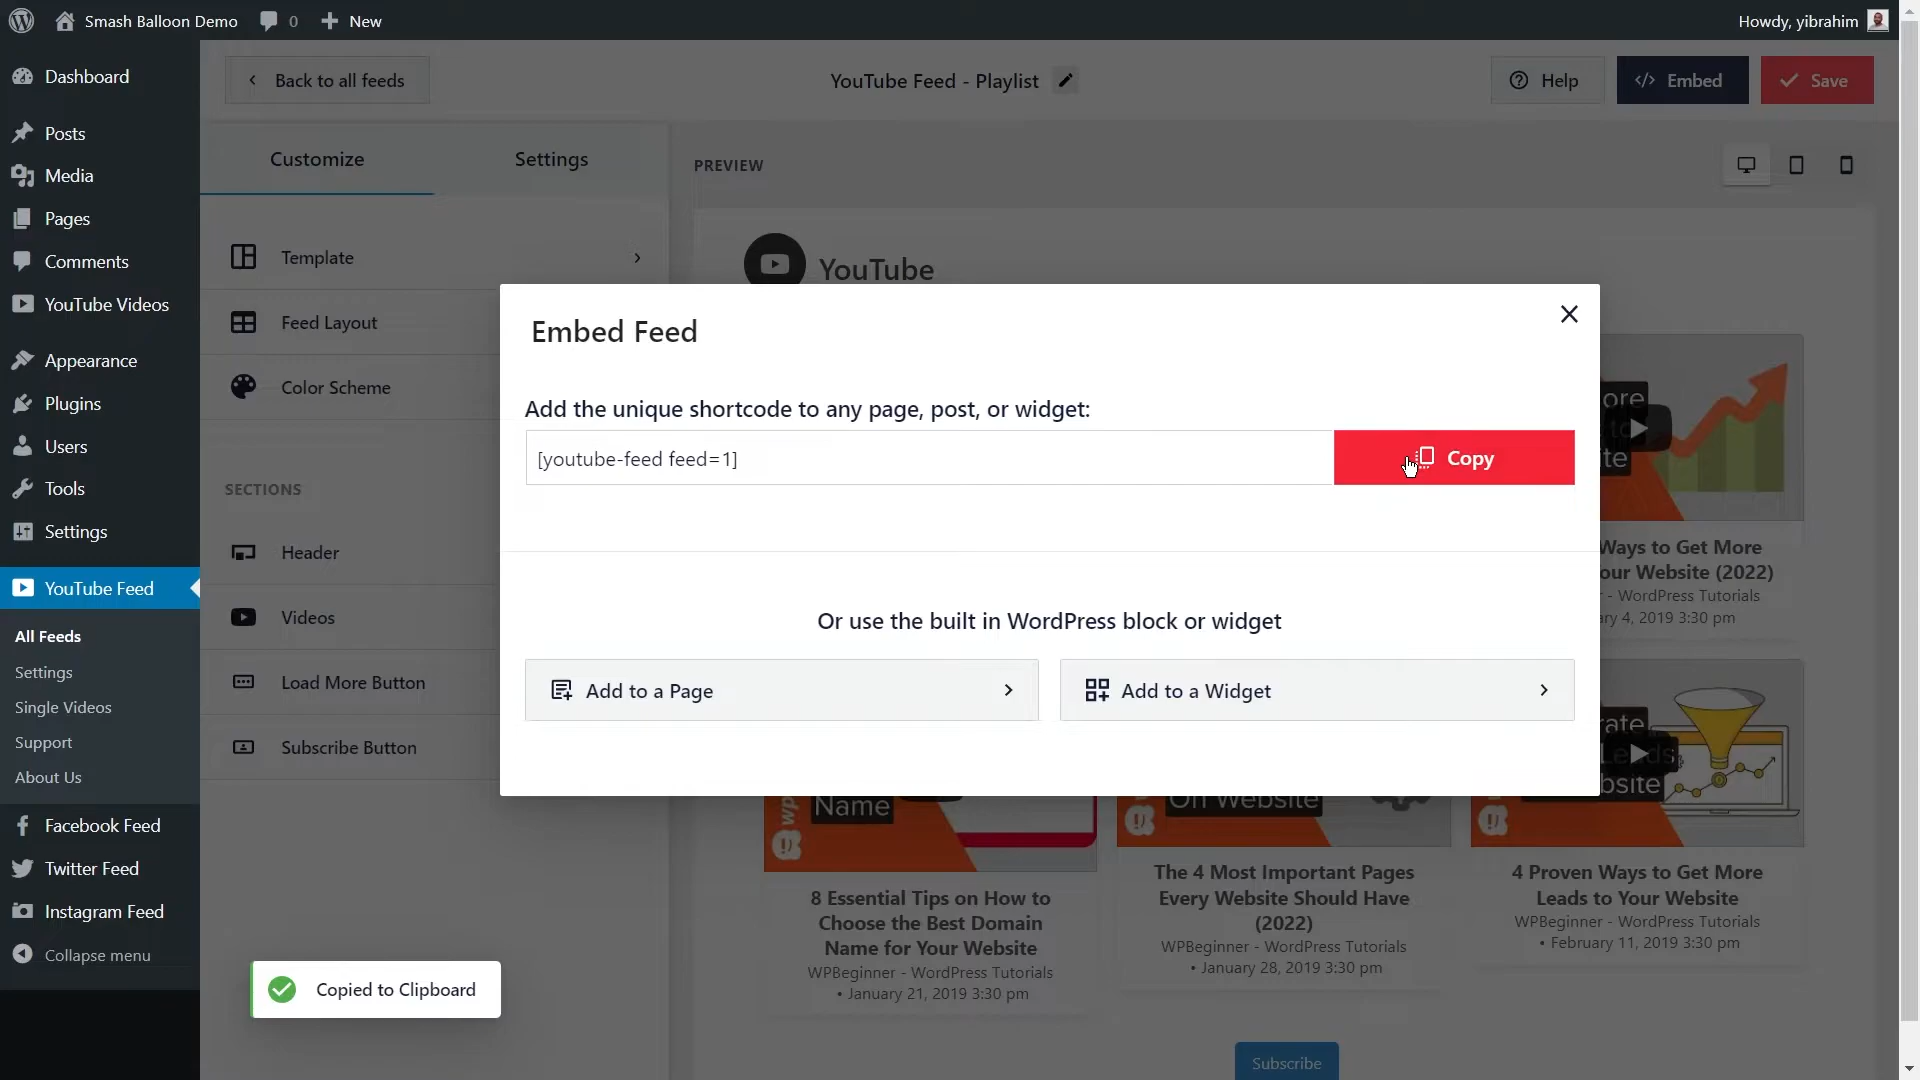 Smash Balloon Demo
0
New
Howdy, yibrahim
Dashboard
Posts
Media
Pages
Comments
YouTube Videos
Appearance
Plugins
Users
Tools
Settings
YouTube Feed
All Feeds
Settings
Single Videos
Support
About Us
Facebook Feed
Twitter Feed
Instagram Feed
Collapse menu
Back to all feeds
YouTube Feed - Playlist
Help
Embed
Save
Customize
Settings
Template
Feed Layout
Color Scheme
SECTIONS
Header
Videos
Load More Button
Subscribe Button
PREVIEW
YouTube
Embed Feed
Add the unique shortcode to any page, post, or widget:
[youtube-feed feed=1]
Copy
Or use the built in WordPress block or widget
Add to a Page
Add to a Widget
Ways to Get More
our Website (2022)
- WordPress Tutorials
ary 4, 2019 3:30 pm
Name
On Website
8 Essential Tips on How to
Choose the Best Domain
Name for Your Website
WPBeginner - WordPress Tutorials
• January 21, 2019 3:30 pm
The 4 Most Important Pages
Every Website Should Have
(2022)
WPBeginner - WordPress Tutorials
• January 28, 2019 3:30 pm
4 Proven Ways to Get More
Leads to Your Website
WPBeginner - WordPress Tutorials
• February 11, 2019 3:30 pm
Subscribe
Copied to Clipboard